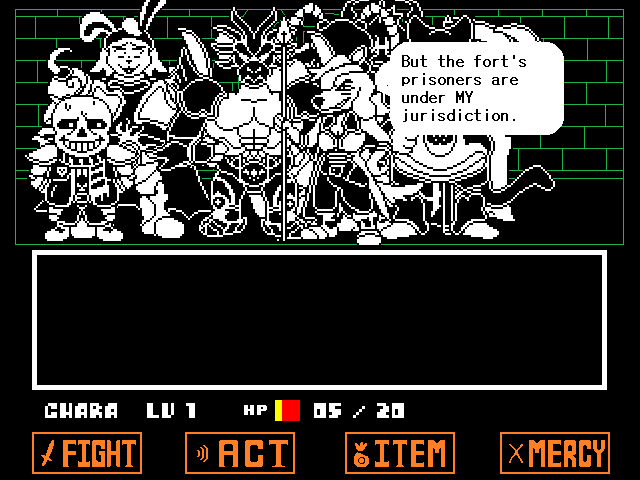 But the fort's
prisoners are
under MY
jurisdiction.
CHARA LV 1 HP 05 / 20
FIGHT ACT ITEM MERCY